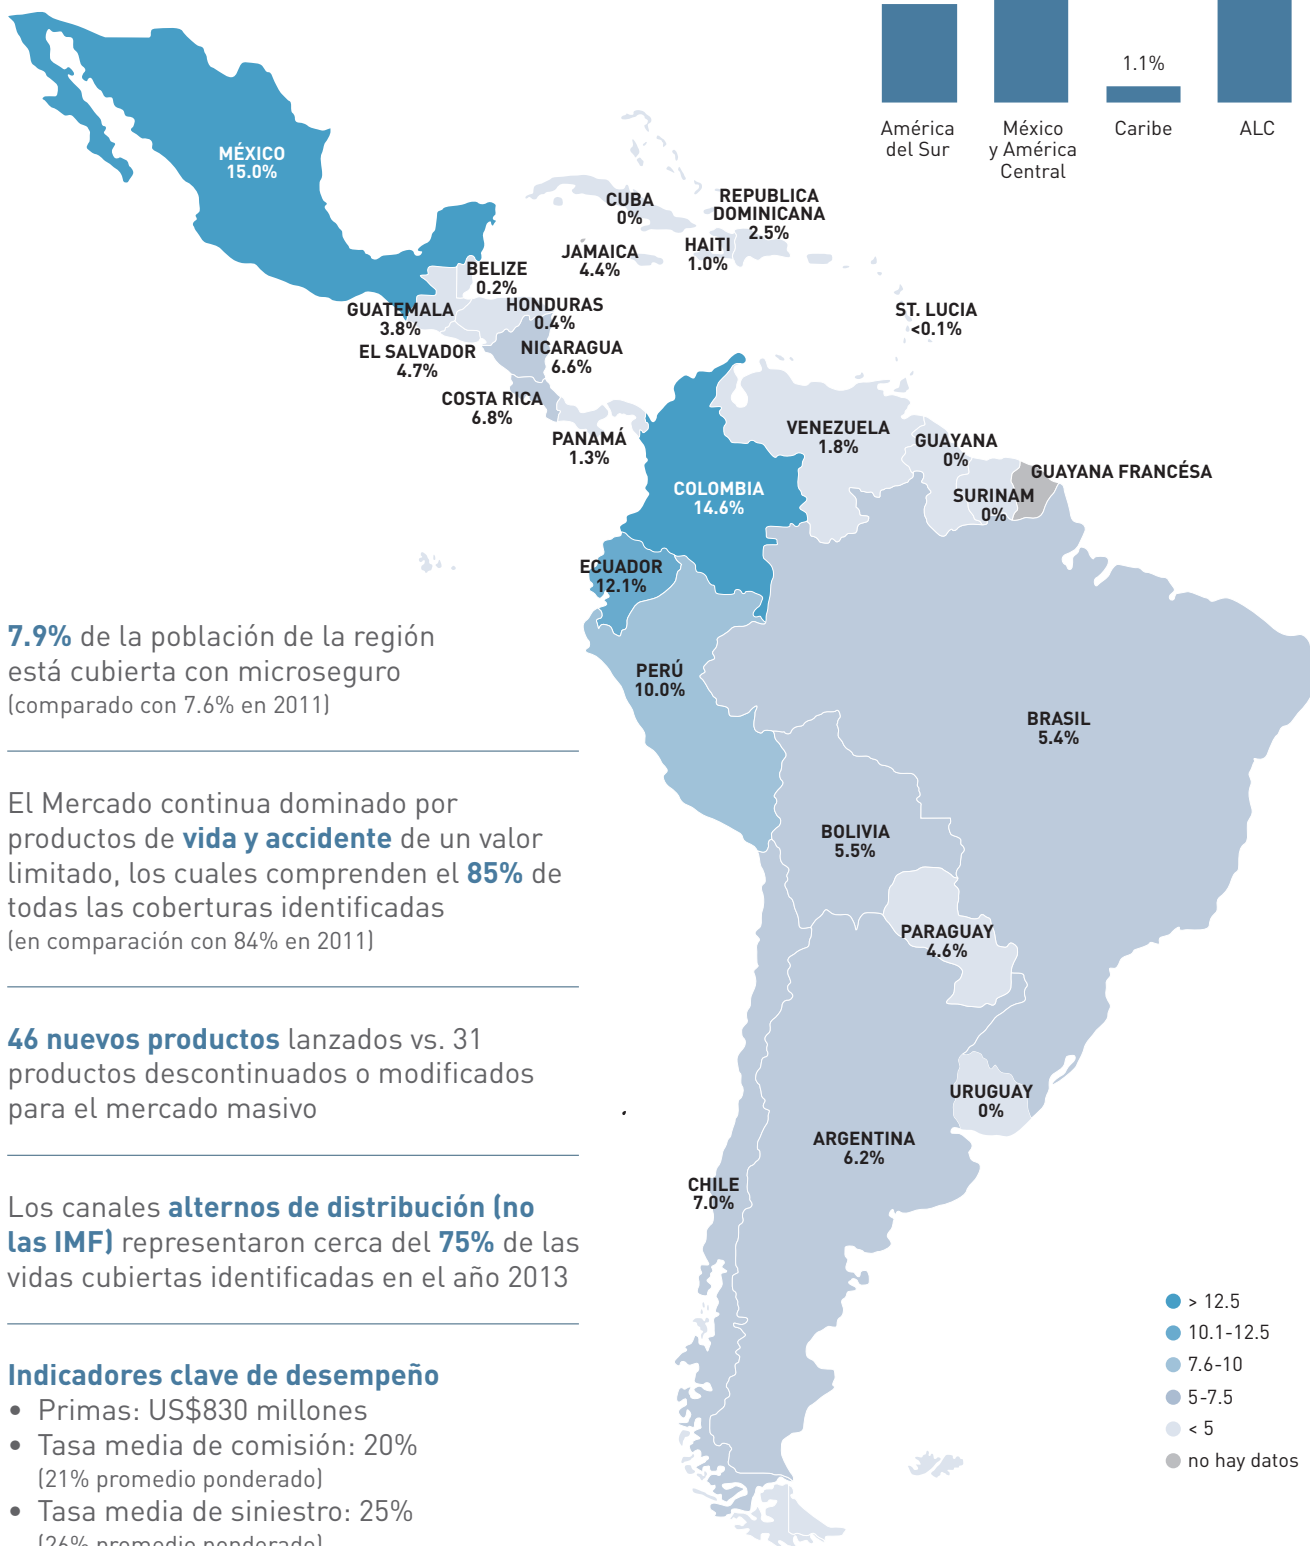 1.1%
América
del Sur
México
y América
Central
Caribe
ALC
MÉXICO
15.0%
CUBA
0%
REPUBLICA
DOMINICANA
2.5%
JAMAICA
4.4%
HAITI
1.0%
BELIZE
0.2%
GUATEMALA
3.8%
HONDURAS
0.4%
ST. LUCIA
<0.1%
EL SALVADOR
4.7%
NICARAGUA
6.6%
COSTA RICA
6.8%
PANAMÁ
1.3%
VENEZUELA
1.8%
GUAYANA
0%
GUAYANA FRANCÉSA
SURINAM
0%
COLOMBIA
14.6%
ECUADOR
12.1%
PERÚ
10.0%
BRASIL
5.4%
BOLIVIA
5.5%
PARAGUAY
4.6%
URUGUAY
0%
ARGENTINA
6.2%
CHILE
7.0%
7.9% de la población de la región
está cubierta con microseguro
(comparado con 7.6% en 2011)
El Mercado continua dominado por
productos de vida y accidente de un valor
limitado, los cuales comprenden el 85% de
todas las coberturas identificadas
(en comparación con 84% en 2011)
46 nuevos productos lanzados vs. 31
productos descontinuados o modificados
para el mercado masivo
Los canales alternos de distribución (no
las IMF) representaron cerca del 75% de las
vidas cubiertas identificadas en el año 2013
Indicadores clave de desempeño
• Primas: US$830 millones
• Tasa media de comisión: 20%
(21% promedio ponderado)
• Tasa media de siniestro: 25%
(26% promedio ponderado)
> 12.5
10.1-12.5
7.6-10
5-7.5
< 5
no hay datos